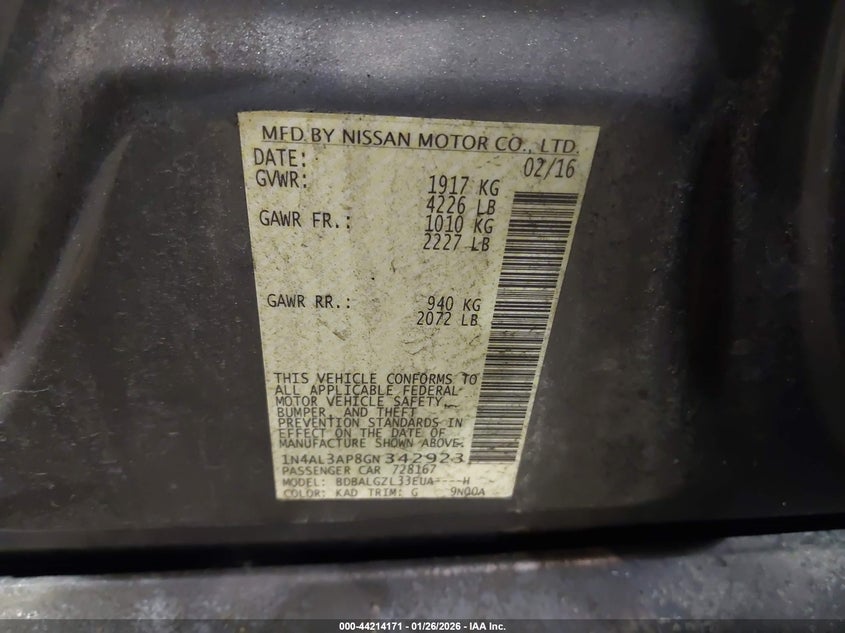 MFD.BY NISSAN MOTOR CO., LTD.
DATE: 02/16
GVWR: 1917 KG
4226 LB
GAWR FR.: 1010 KG
2227 LB
GAWR RR.: 940 KG
2072 LB
THIS VEHICLE CONFORMS TO
ALL APPLICABLE FEDERAL
MOTOR VEHICLE SAFETY,
BUMPER, AND THEFT
PREVENTION STANDARDS IN
EFFECT ON THE DATE OF
MANUFACTURE SHOWN ABOVE.
1N4AL3AP8GN 342923
PASSENGER CAR 728167
MODEL: BDBALGZL33EUA----H
COLOR: KAD TRIM: G 9N00A
000-44214171 | 01/26/2026 | IAA Inc.